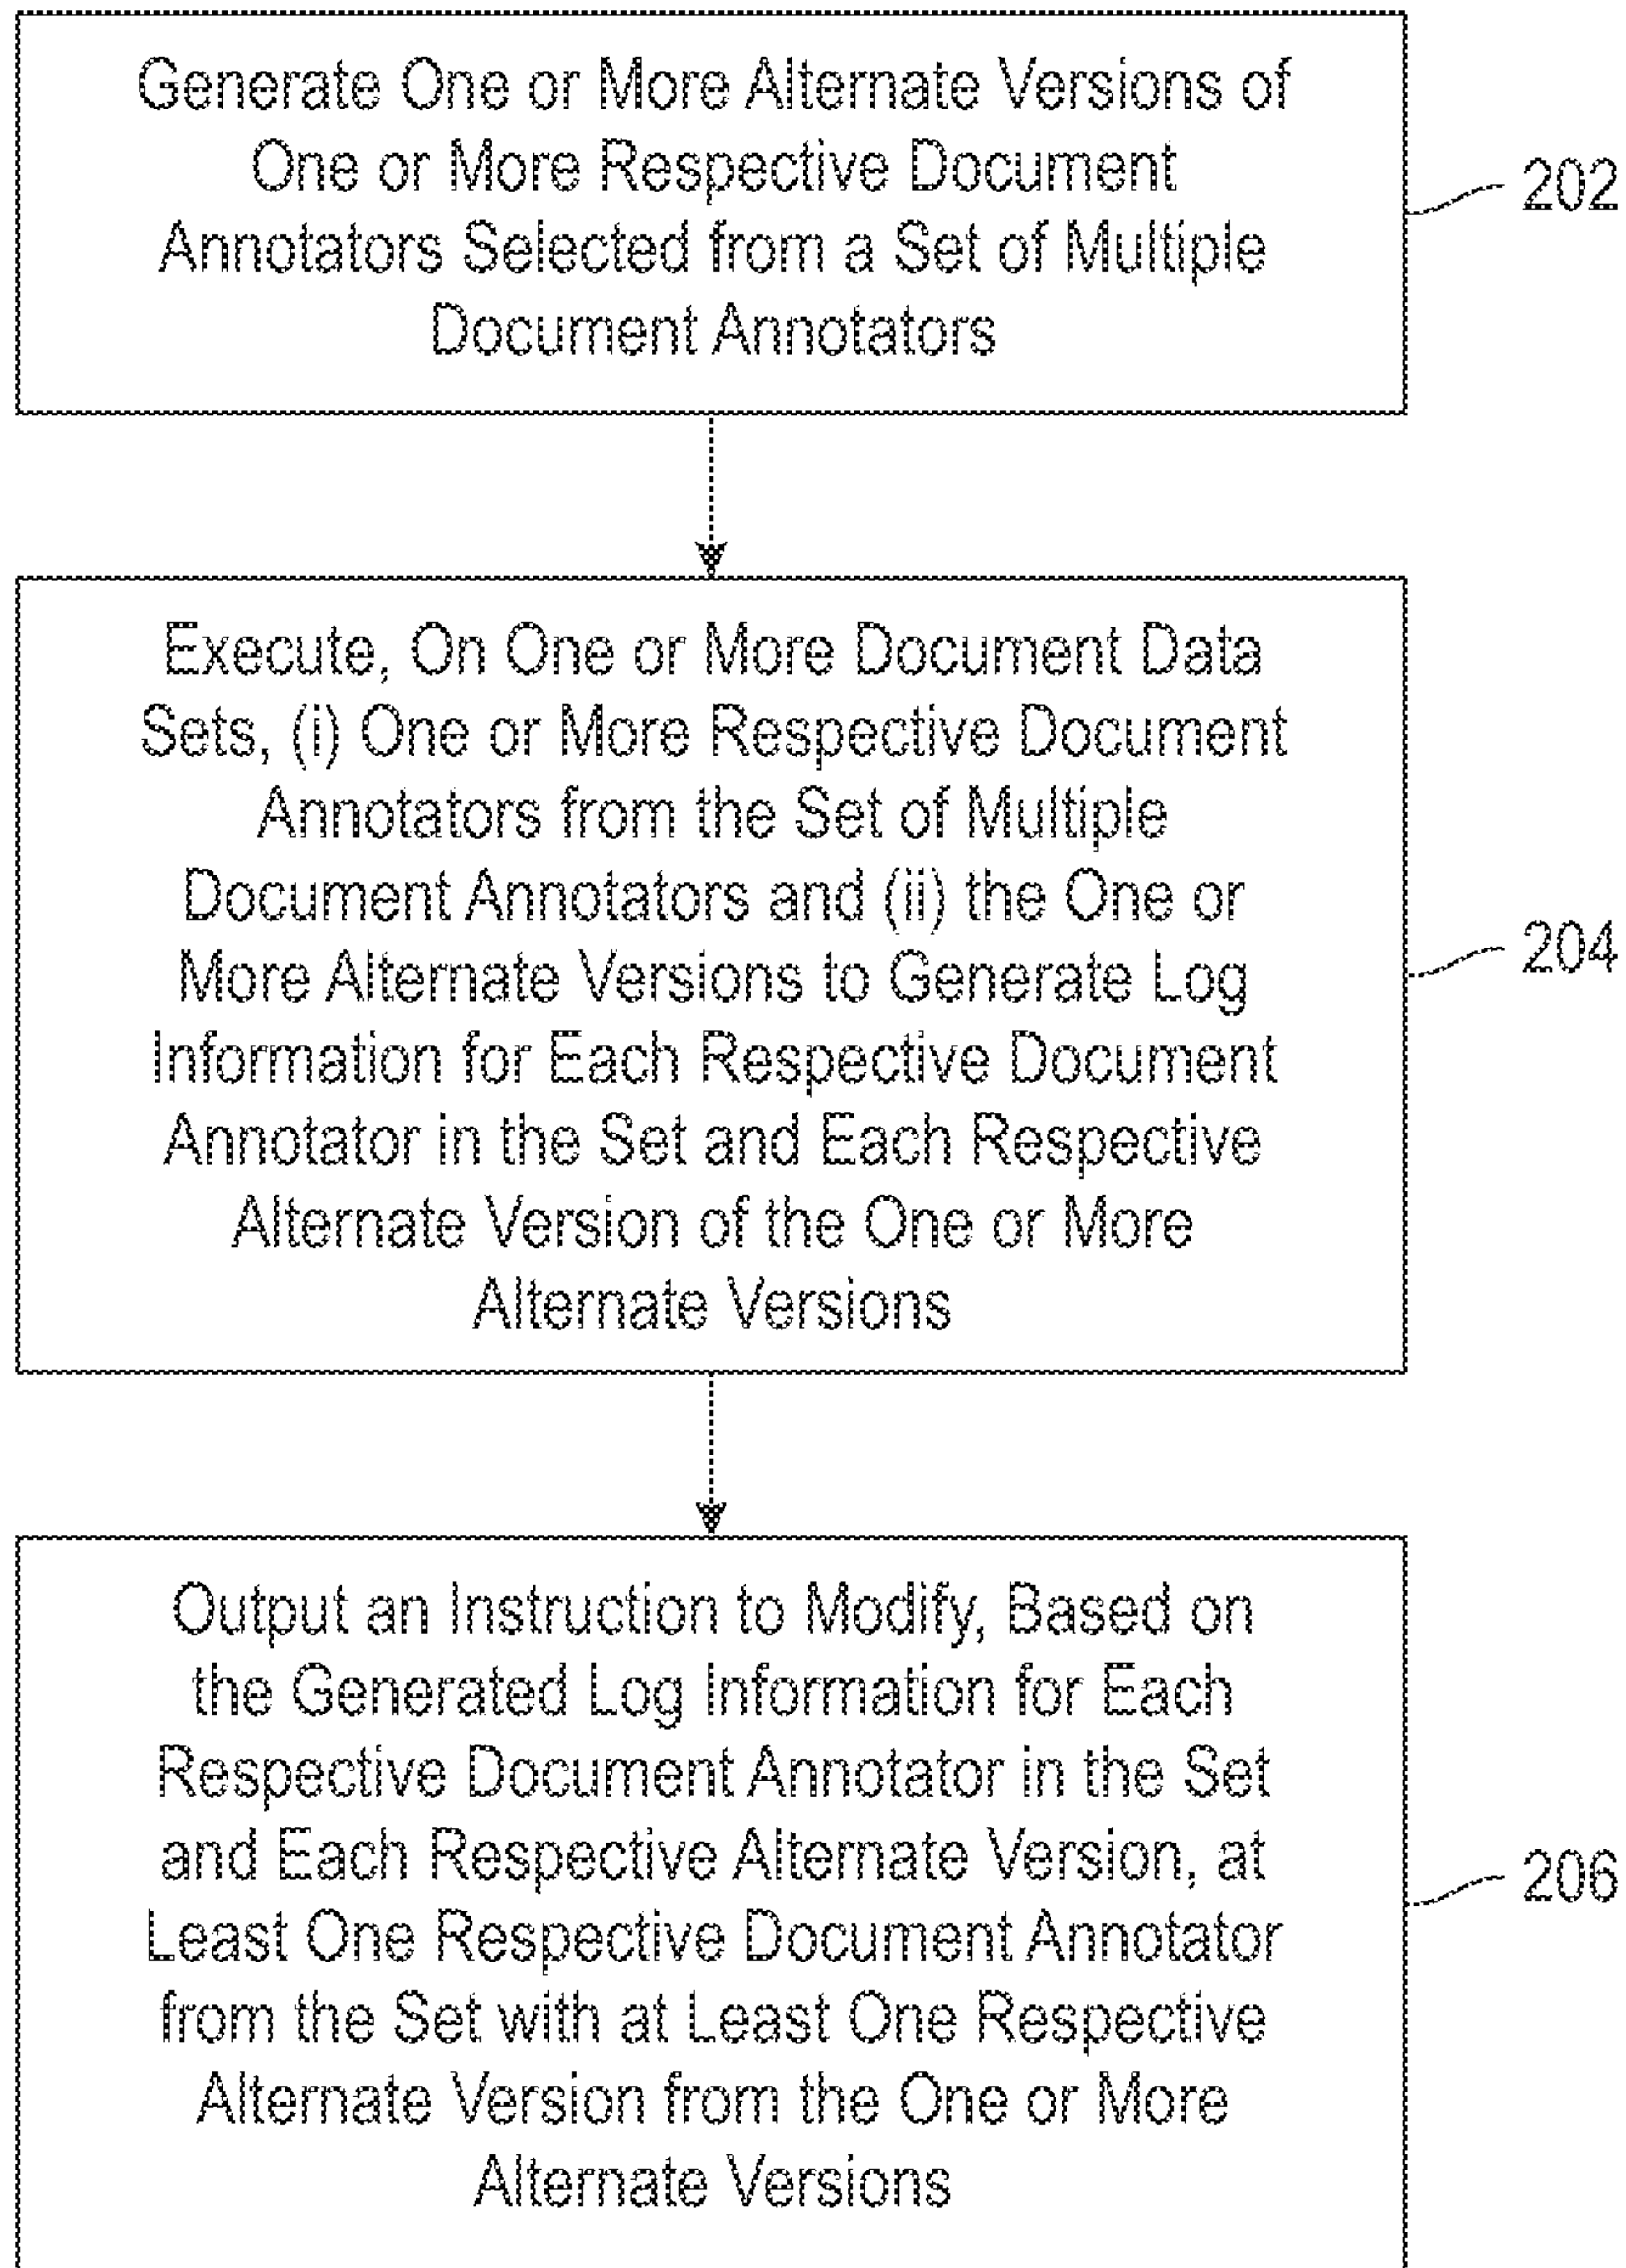 Generate One or More Alternate Versions of
One or More Respective Document
Annotators Selected from a Set of Multiple
Document Annotators
202
Execute, On One or More Document Data
Sets, (i) One or More Respective Document
Annotators from the Set of Multiple
Document Annotators and (ii) the One or
More Alternate Versions to Generate Log
Information for Each Respective Document
Annotator in the Set and Each Respective
Alternate Version of the One or More
Alternate Versions
204
Output an Instruction to Modify, Based on
the Generated Log Information for Each
Respective Document Annotator in the Set
and Each Respective Alternate Version, at
Least One Respective Document Annotator
from the Set with at Least One Respective
Alternate Version from the One or More
Alternate Versions
206